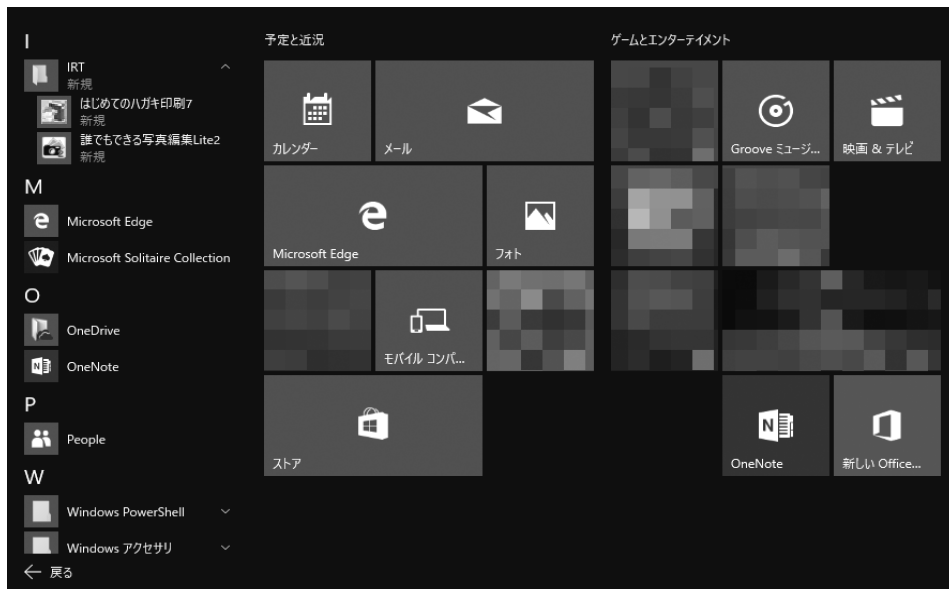 I
IRT
新規
はじめてのハガキ印刷7
新規
誰でもできる写真編集Lite2
新規
M
Microsoft Edge
Microsoft Solitaire Collection
O
OneDrive
OneNote
P
People
W
Windows PowerShell
Windows アクセサリ
戻る
予定と近況
カレンダー
メール
Microsoft Edge
フォト
モバイル コンパ...
ストア
ゲームとエンターテイメント
Groove ミュージ...
映画 & テレビ
OneNote
新しい Office...